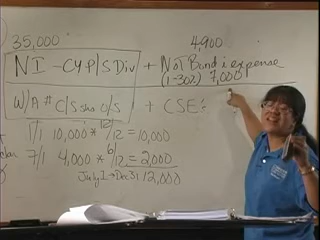 35,000 4,900
NI - CYP/S Div + Not Bond i expense
(1-30%) 7,000
W/A # C/S sha O/S + CSE:
1/1 10,000 * 12/12 = 10,000
7/1 4,000 * 6/12 = 2,000
July 1 → Dec 31 12,000